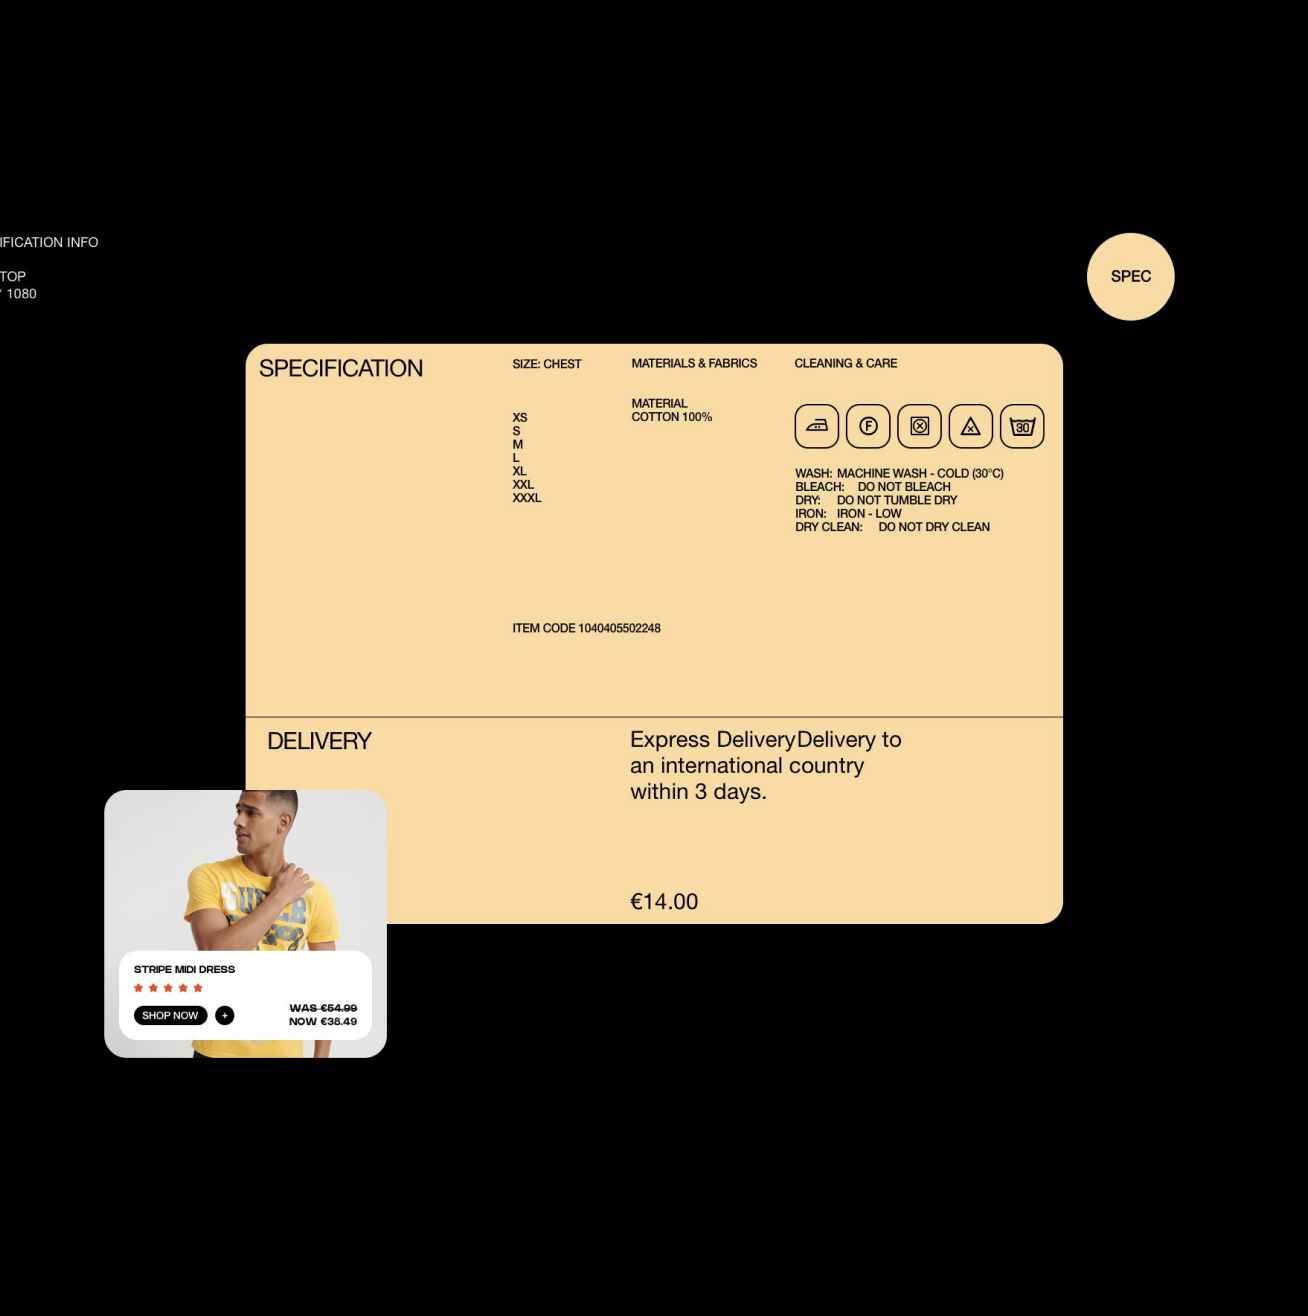 IFICATION INFO
TOP
1080
SPEC
SPECIFICATION
SIZE: CHEST
MATERIALS & FABRICS
CLEANING & CARE
MATERIAL
COTTON 100%
XS
S
M
L
XL
XXL
XXXL
F
30
WASH: MACHINE WASH - COLD (30°C)
BLEACH: DO NOT BLEACH
DRY: DO NOT TUMBLE DRY
IRON: IRON - LOW
DRY CLEAN: DO NOT DRY CLEAN
ITEM CODE 1040405502248
DELIVERY
Express DeliveryDelivery to
an international country
within 3 days.
€14.00
SUPER
STRIPE MIDI DRESS
SHOP NOW +
WAS €54.99
NOW €38.49